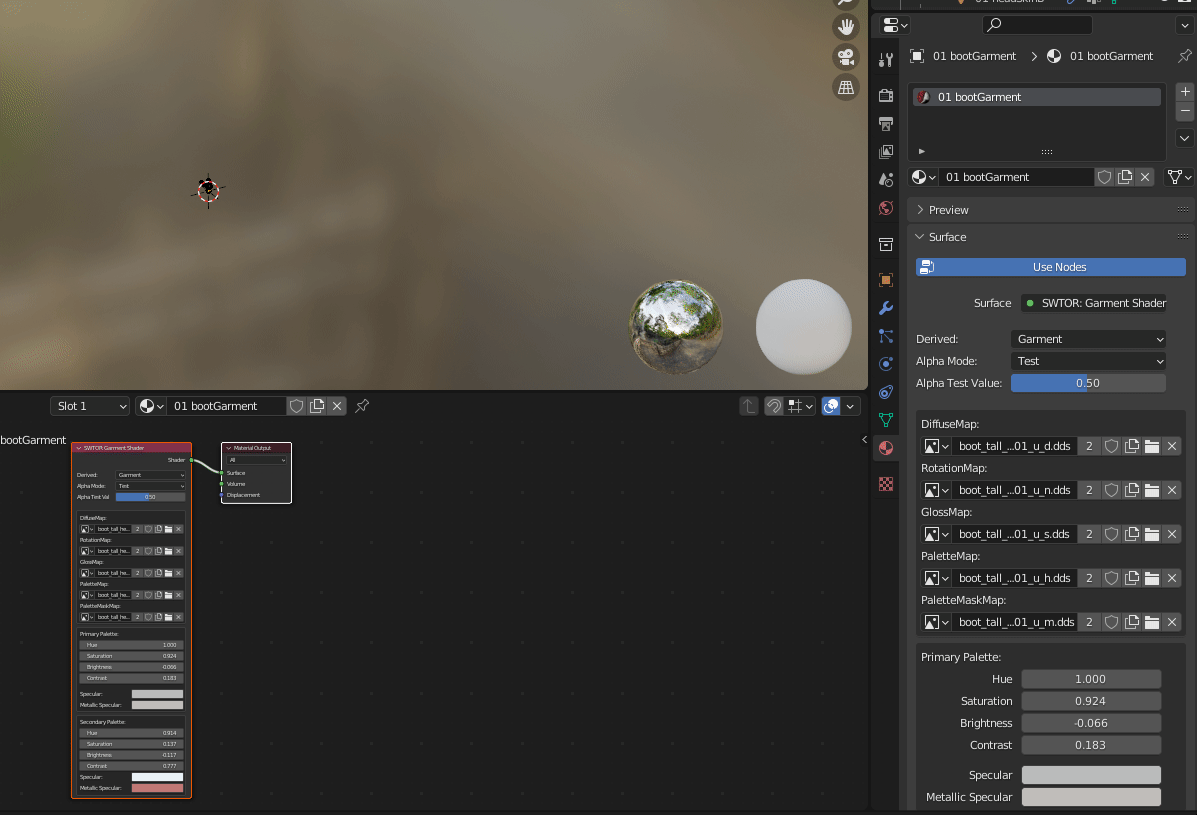 01 bootGarment
01 bootGarment
01 bootGarment
01 bootGarment
Preview
Surface
Use Nodes
Surface
SWTOR: Garment Shader
Derived:
Garment
Alpha Mode:
Test
Alpha Test Value:
0.50
DiffuseMap:
boot_tall_...01_u_d.dds
2
RotationMap:
boot_tall_...01_u_n.dds
2
GlossMap:
boot_tall_...01_u_s.dds
2
PaletteMap:
boot_tall_...01_u_h.dds
2
PaletteMaskMap:
boot_tall_...01_u_m.dds
2
Primary Palette:
Hue
1.000
Saturation
0.924
Brightness
-0.066
Contrast
0.183
Specular
Metallic Specular
Slot 1
01 bootGarment
bootGarment
SWTOR: Garment Shader
Shader
Derived:
Garment
Alpha Mode:
Test
Alpha Test Val
0.50
DiffuseMap:
boot_tall_he...
2
RotationMap:
boot_tall_he...
2
GlossMap:
boot_tall_he...
2
PaletteMap:
boot_tall_he...
2
PaletteMaskMap:
boot_tall_he...
2
Primary Palette:
Hue
1.000
Saturation
0.924
Brightness
-0.066
Contrast
0.183
Specular:
Metallic Specular:
Secondary Palette:
Hue
0.914
Saturation
0.137
Brightness
0.117
Contrast
0.777
Specular:
Metallic Specular:
Material Output
All
Surface
Volume
Displacement